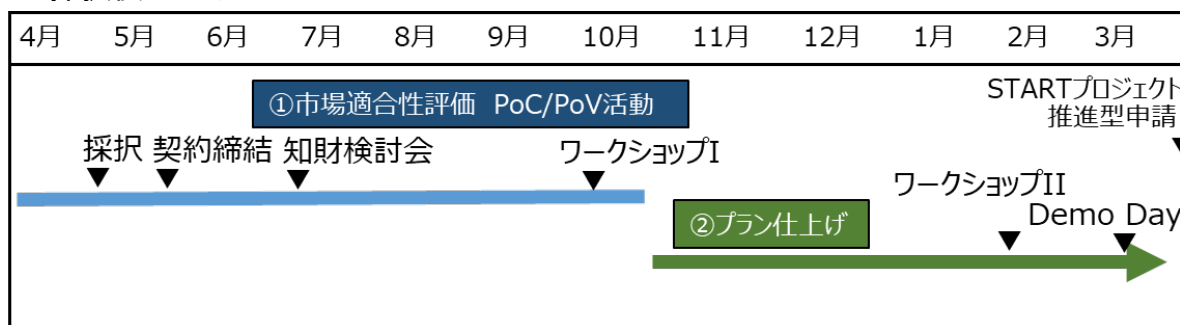 4月 5月 6月 7月 8月 9月 10月 11月 12月 1月 2月 3月
①市場適合性評価 PoC/PoV活動
STARTプロジェクト
推進型申請
採択 契約締結 知財検討会 ワークショップI
ワークショップII
②プラン仕上げ
Demo Day